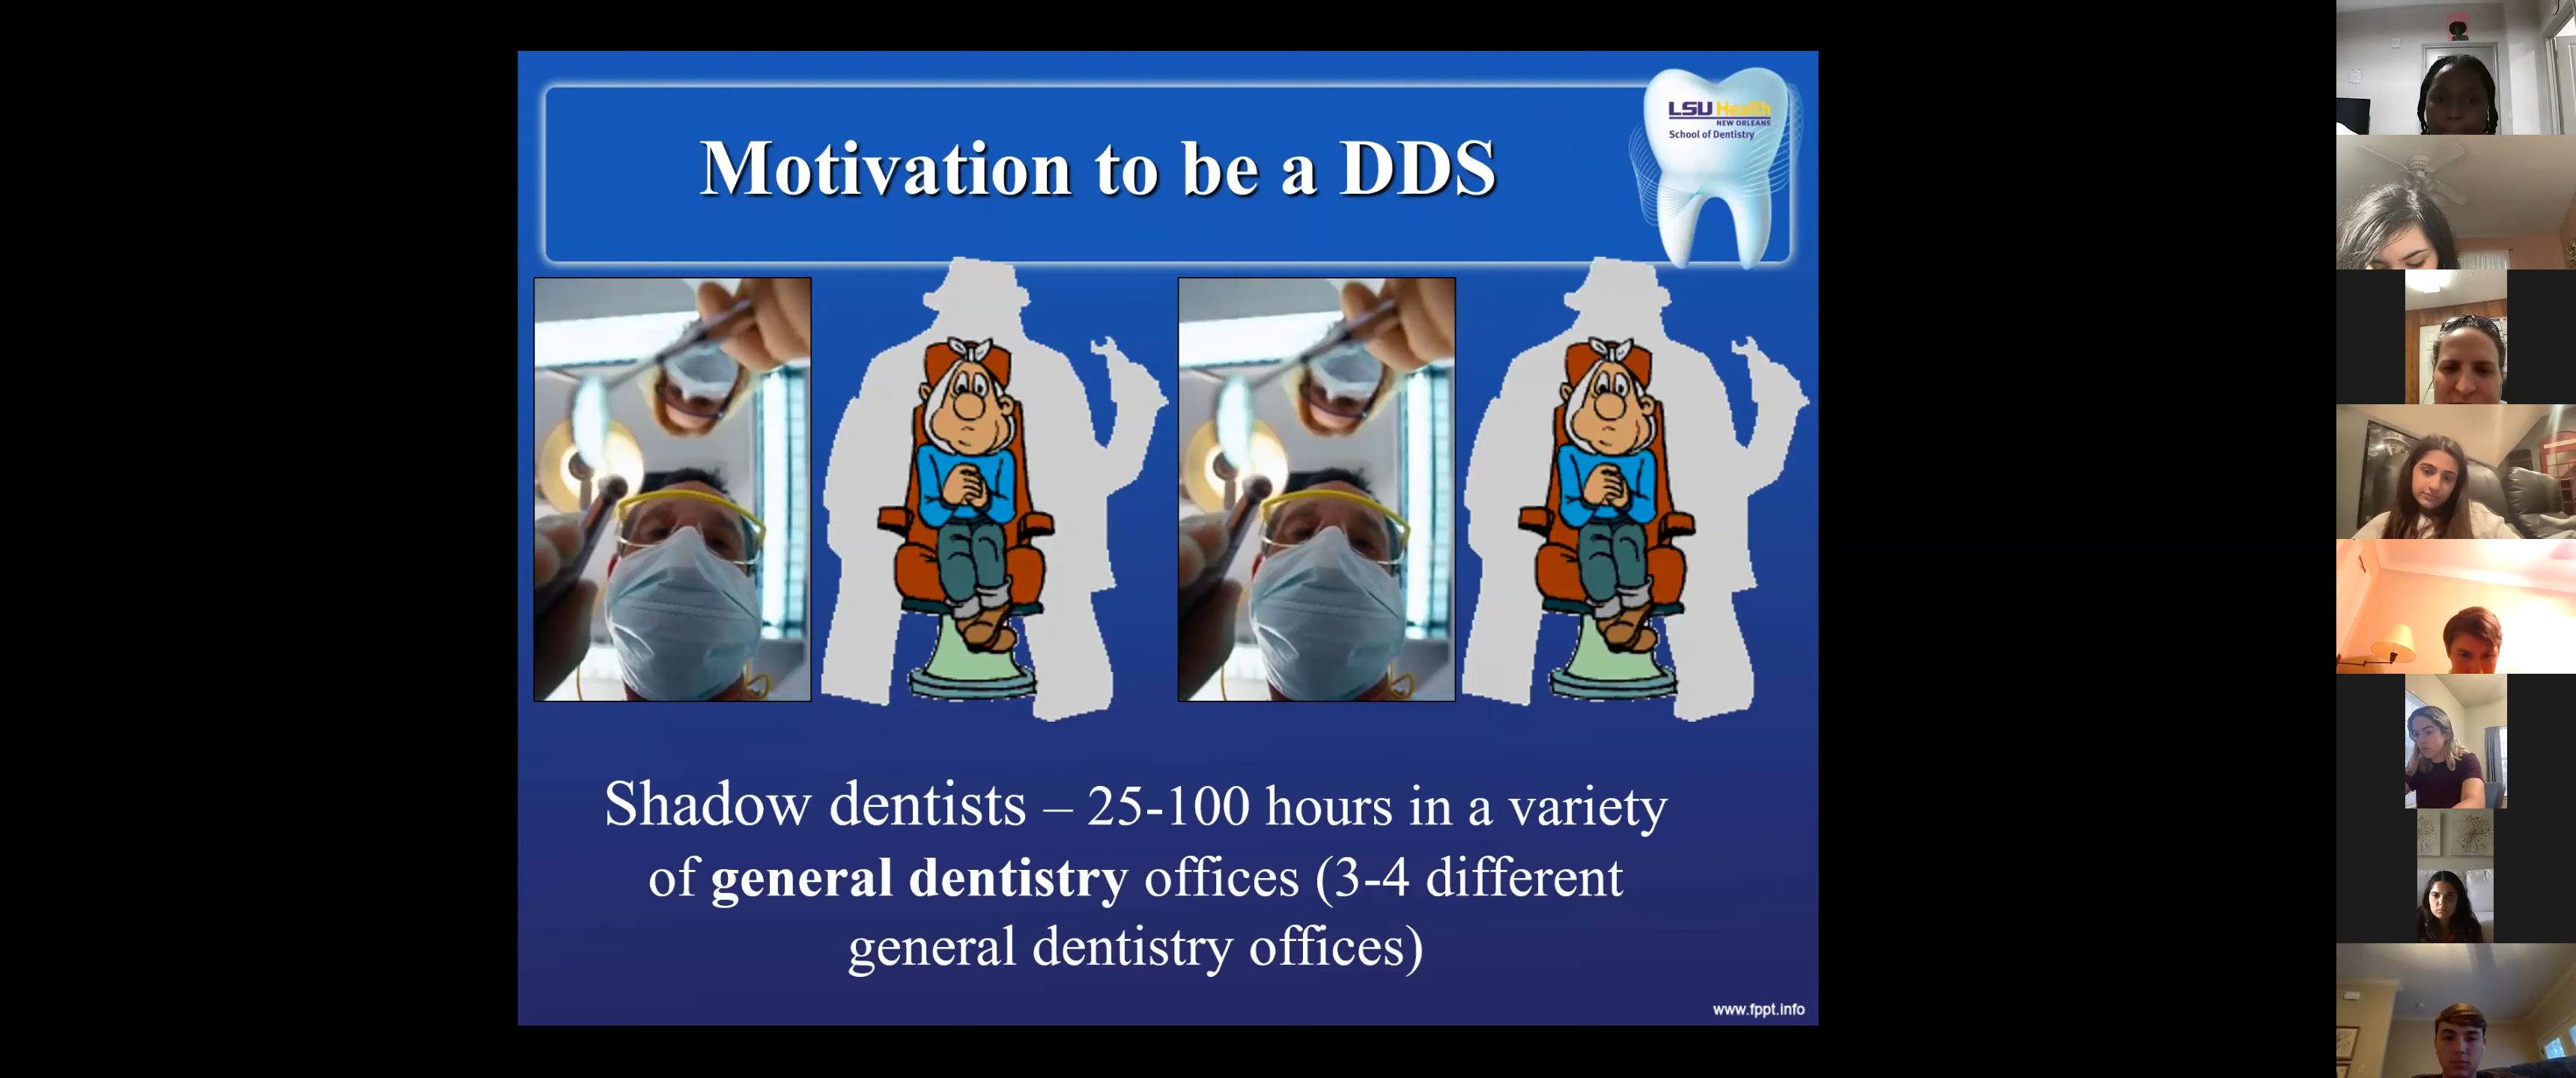 LSU Health
NEW ORLEANS
School of Dentistry
Motivation to be a DDS
Shadow dentists – 25-100 hours in a variety
of general dentistry offices (3-4 different
general dentistry offices)
www.fppt.info